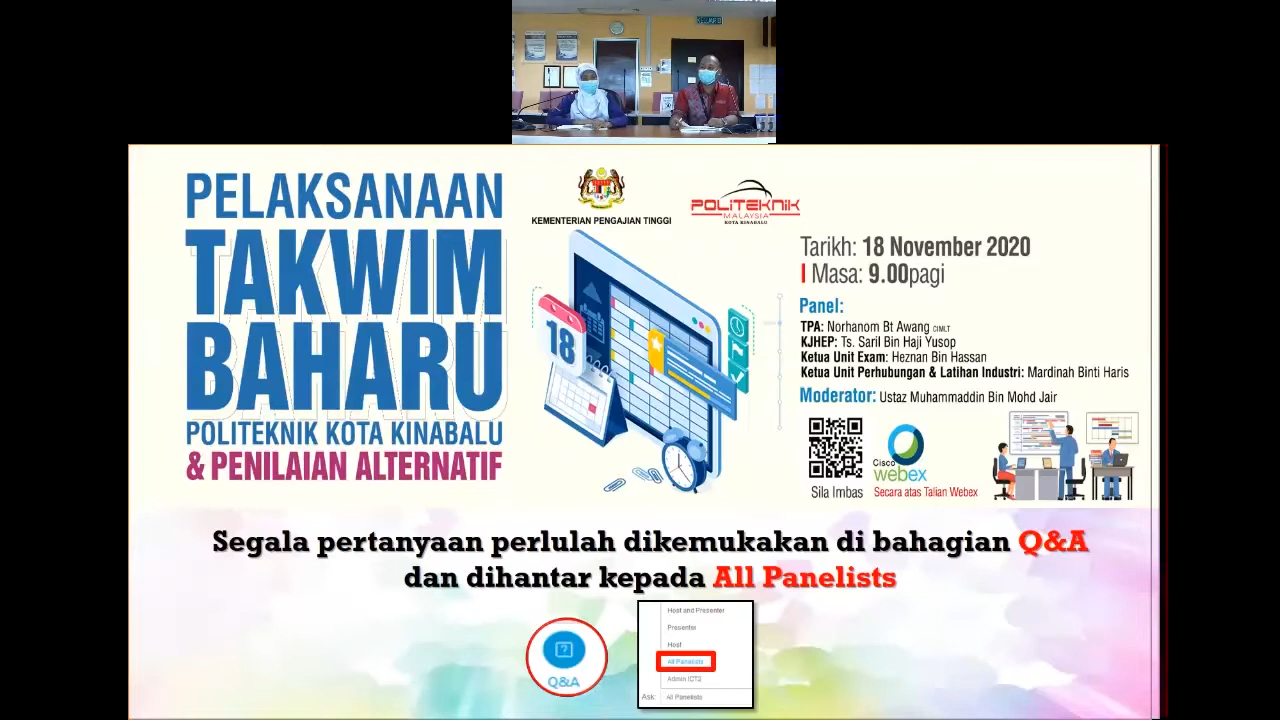 KELUAR
PELAKSANAAN
TAKWIM
BAHARU
POLITEKNIK KOTA KINABALU
& PENILAIAN ALTERNATIF
KEMENTERIAN PENGAJIAN TINGGI
POLITEKNIK
MALAYSIA
KOTA KINABALU
18
Tarikh: 18 November 2020
Masa: 9.00pagi
Panel:
TPA: Norhanom Bt Awang CIMLT
KJHEP: Ts. Saril Bin Haji Yusop
Ketua Unit Exam: Heznan Bin Hassan
Ketua Unit Perhubungan & Latihan Industri: Mardinah Binti Haris
Moderator: Ustaz Muhammaddin Bin Mohd Jair
Sila Imbas
Cisco
webex
Secara atas Talian Webex
Segala pertanyaan perlulah dikemukakan di bahagian Q&A
dan dihantar kepada All Panelists
Q&A
Host and Presenter
Presenter
Host
All Panelists
Admin ICT2
Ask: All Panelists